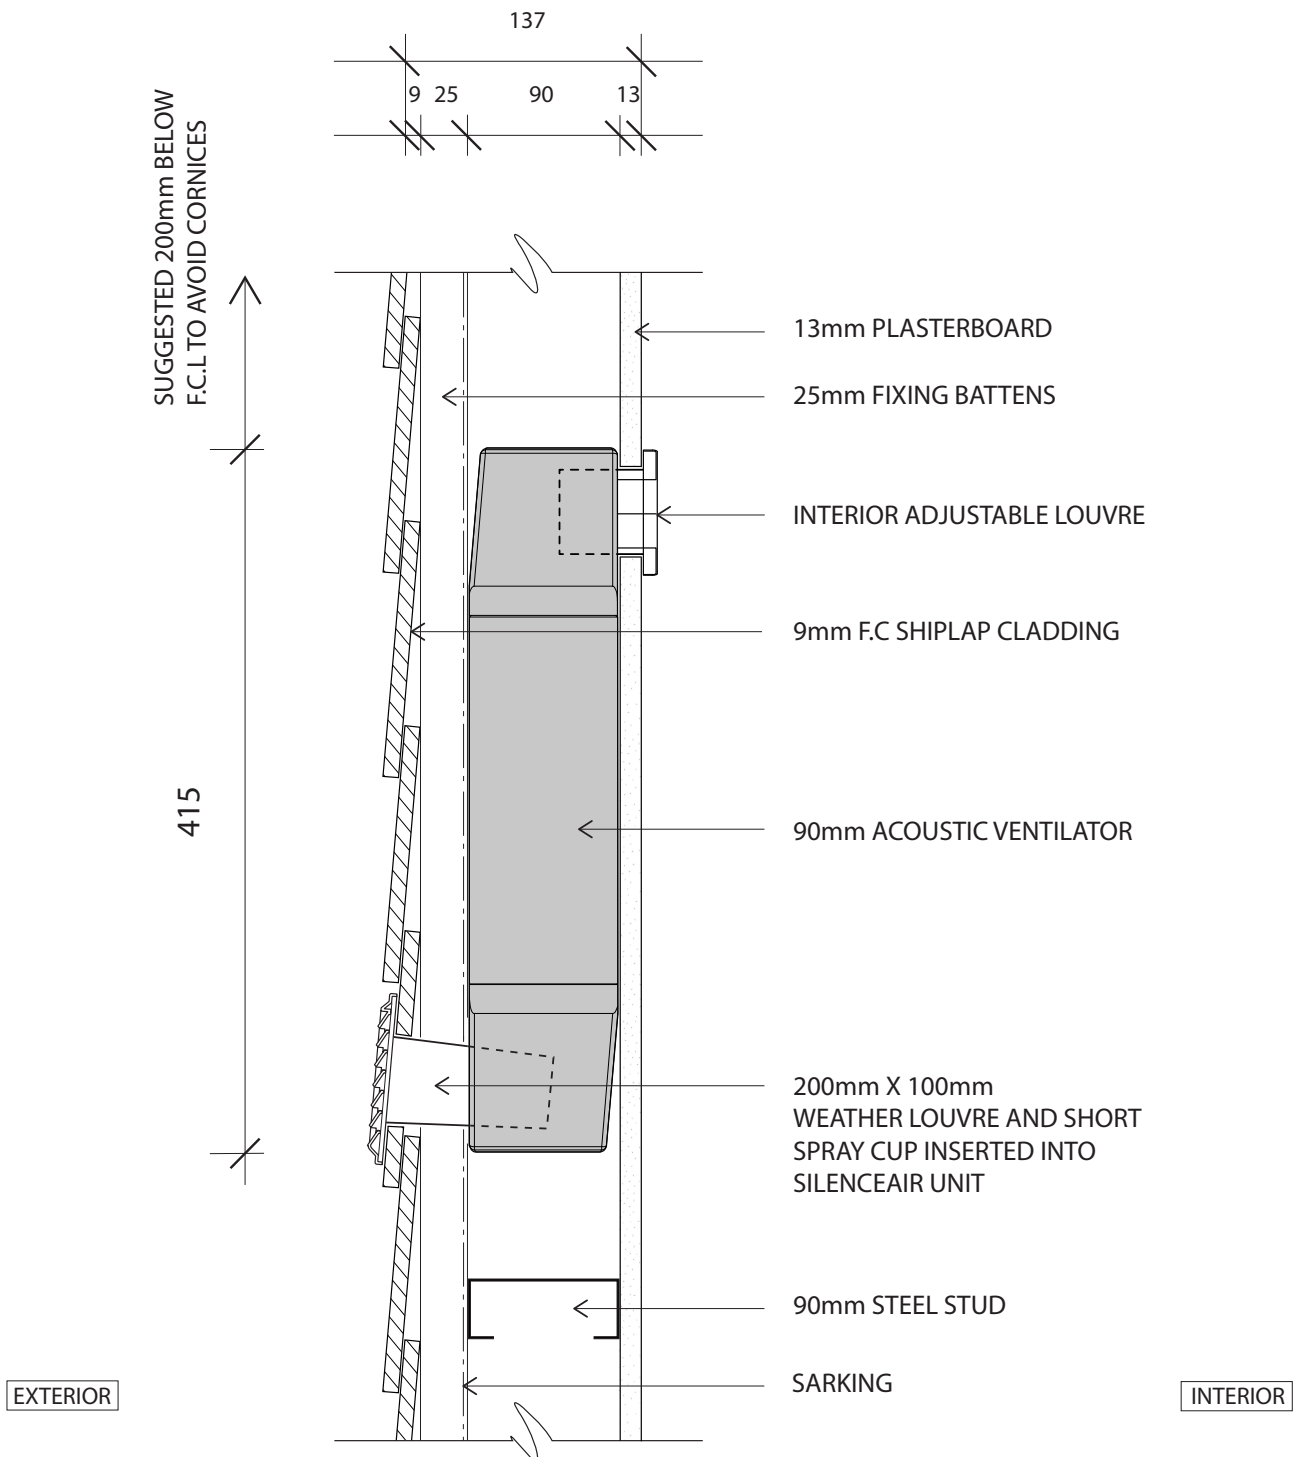 137
9 25 90 13
SUGGESTED 200mm BELOW
F.C.L TO AVOID CORNICES
13mm PLASTERBOARD
25mm FIXING BATTENS
INTERIOR ADJUSTABLE LOUVRE
9mm F.C SHIPLAP CLADDING
415
90mm ACOUSTIC VENTILATOR
200mm X 100mm
WEATHER LOUVRE AND SHORT
SPRAY CUP INSERTED INTO
SILENCEAIR UNIT
90mm STEEL STUD
SARKING
EXTERIOR
INTERIOR